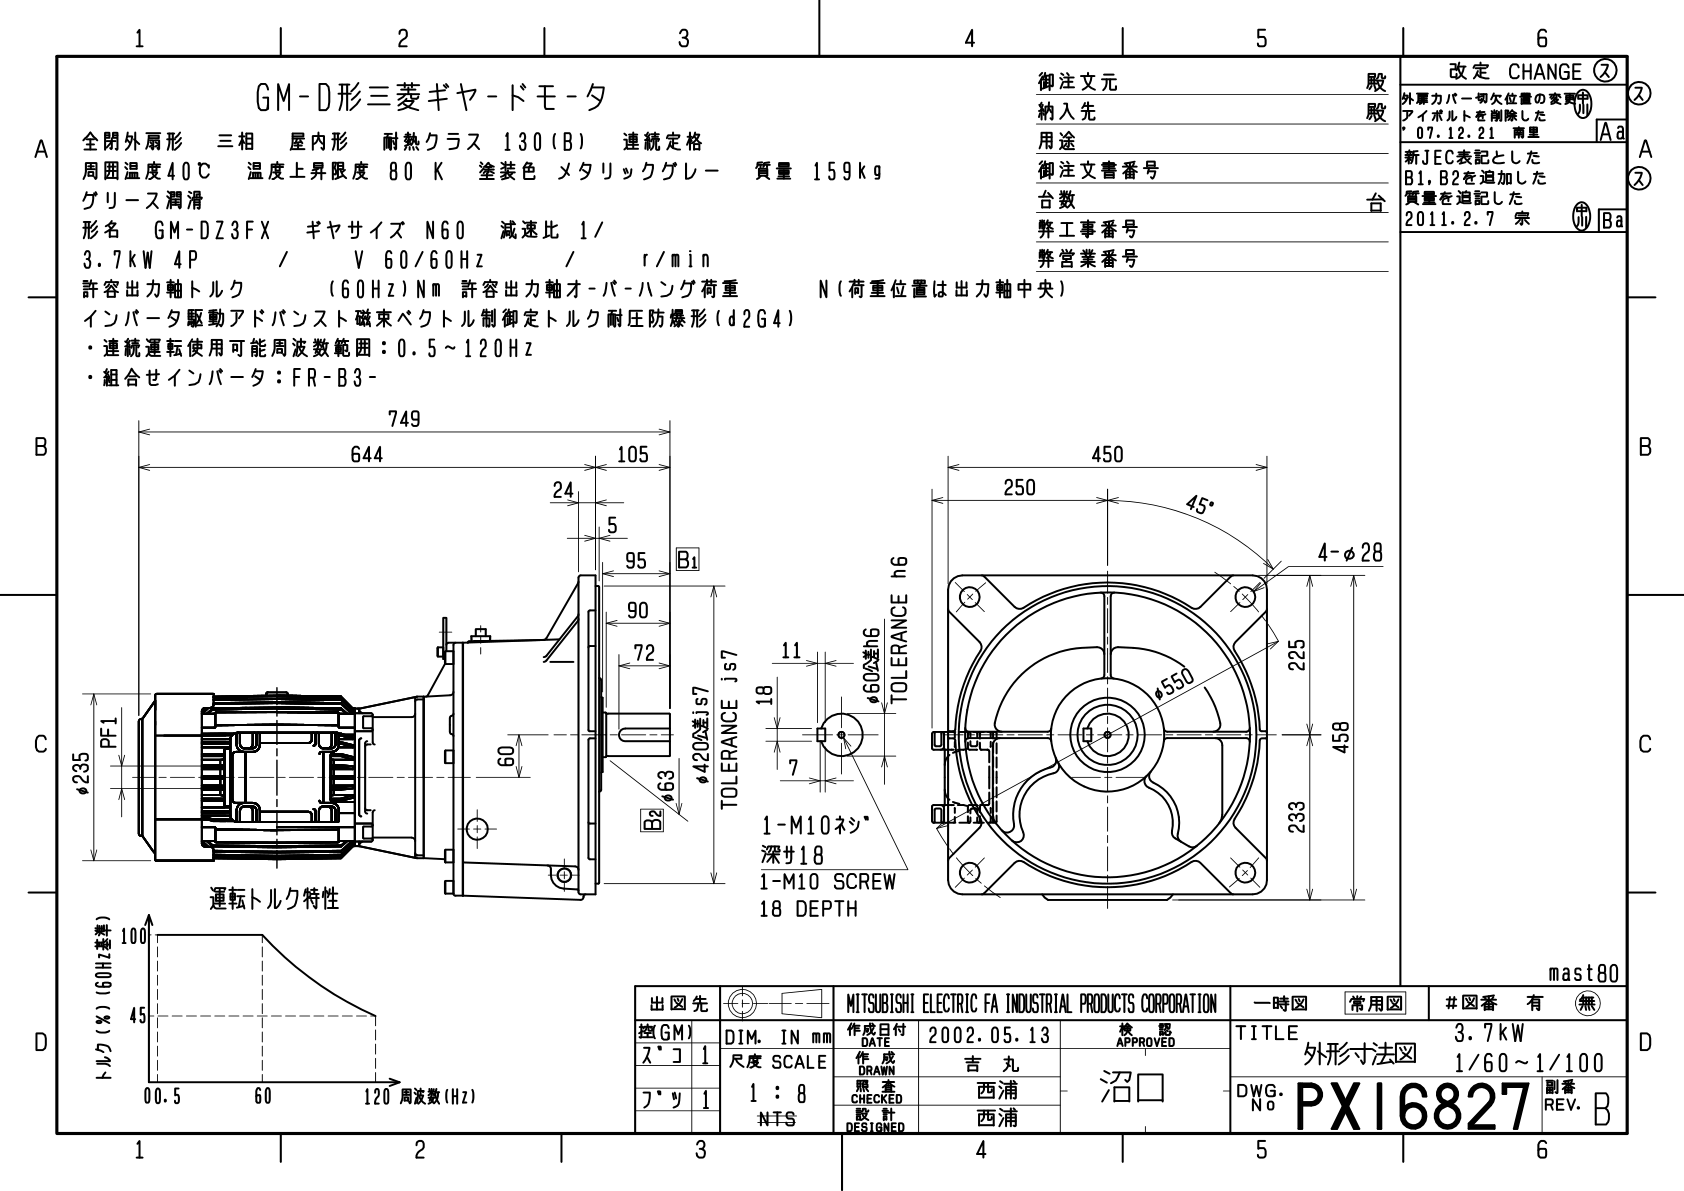 1 2 3 4 5 6
GM-D形三菱ギヤードモータ
全閉外扇形 三相 屋内形 耐熱クラス 130(B) 連続定格
周囲温度40℃ 温度上昇限度 80 K 塗装色 メタリックグレー 質量 159kg
グリース潤滑
形名 GM-DZ3FX ギヤサイズ N60 減速比 1/
3.7kW 4P / V 60/60Hz / r/min
許容出力軸トルク (60Hz)Nm 許容出力軸オーバーハング荷重 N(荷重位置は出力軸中央)
インバータ駆動アドバンスト磁束ベクトル制御定トルク耐圧防爆形(d2G4)
・連続運転使用可能周波数範囲：0.5～120Hz
・組合せインバータ：FR-B3-
御注文元 殿
納入先 殿
用途
御注文書番号
台数 台
弊工事番号
弊営業番号
改定 CHANGE ス
外扇カバー切欠位置の変更
アイボルトを削除した
'07.12.21 南里
Aa
新JEC表記とした
B1,B2を追加した
質量を追記した
2011.2.7 宗
Ba
ス
ス
A
B
C
D
A
B
C
D
749
644
105
24
5
95
B1
90
72
60
φ235
PF1
φ63
B2
φ420公差js7
TOLERANCE js7
11
18
7
φ60公差h6
TOLERANCE h6
1-M10ネジ
深サ18
1-M10 SCREW
18 DEPTH
450
250
45°
4-φ28
φ550
225
233
458
運転トルク特性
トルク(%)(60Hz基準)
100
45
00.5
60
120
周波数(Hz)
mast80
出図先
控(GM)
ズコ 1
ブツ 1
DIM. IN mm
尺度 SCALE
1 : 8
NTS
MITSUBISHI ELECTRIC FA INDUSTRIAL PRODUCTS CORPORATION
作成日付 DATE 2002.05.13
作成 DRAWN 吉丸
照査 CHECKED 西浦
設計 DESIGNED 西浦
検認 APPROVED
沼口
一時図 常用図 #図番 有 無
TITLE 3.7kW
外形寸法図 1/60～1/100
DWG. No PX16827
副番 REV. B
1 2 3 4 5 6